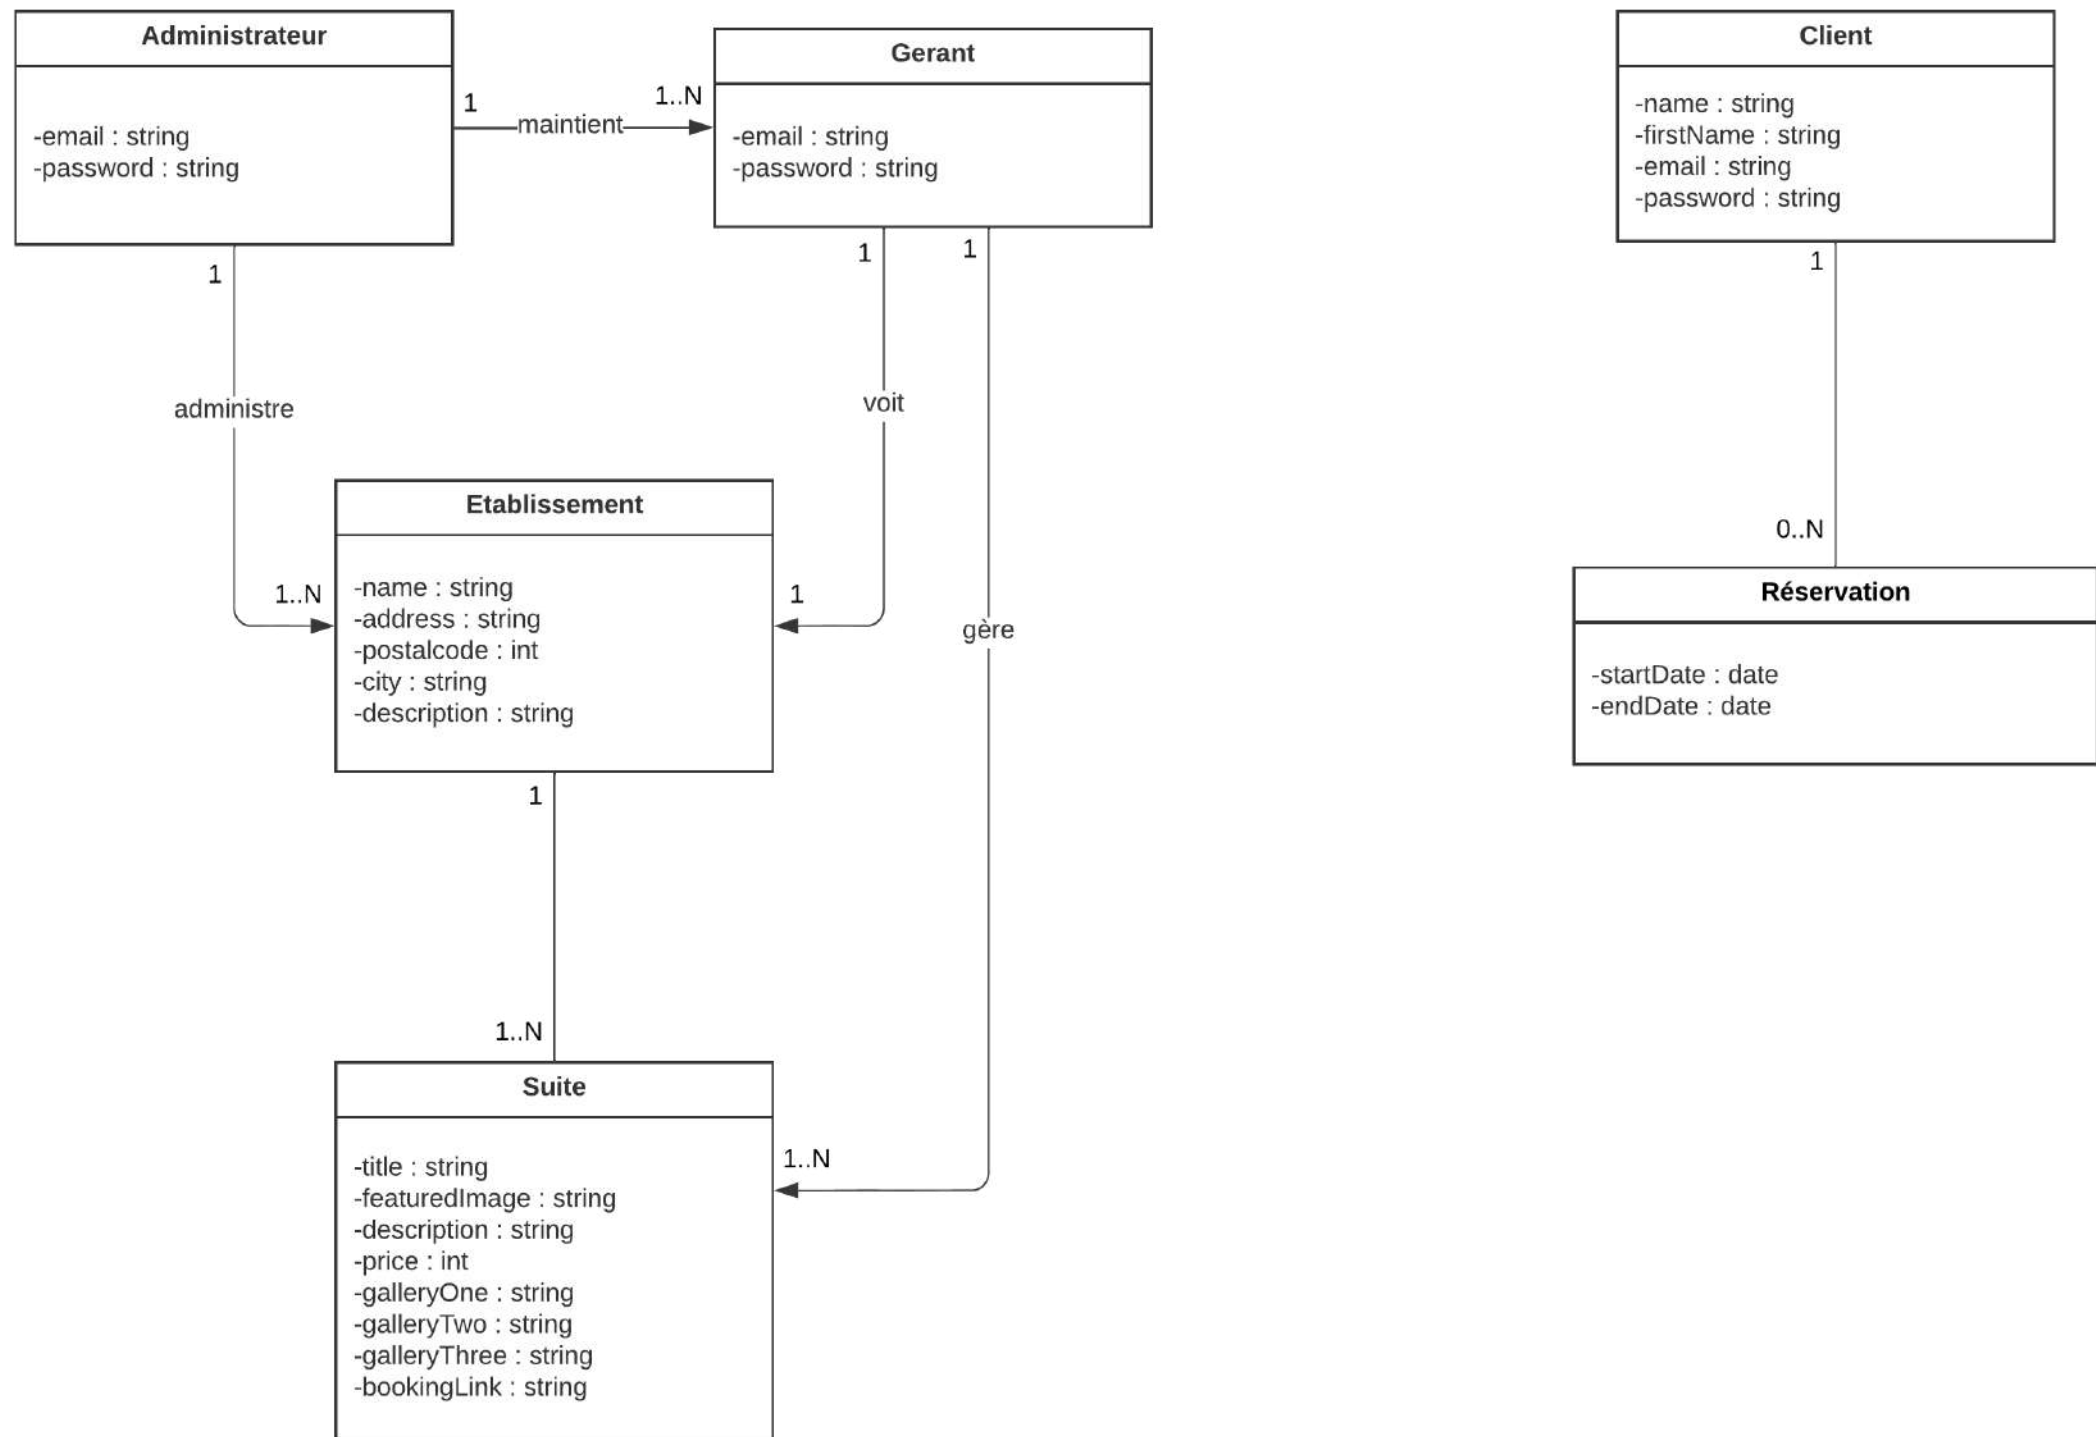 Administrateur
-email : string
-password : string
1
maintient
1..N
Gerant
-email : string
-password : string
Client
-name : string
-firstName : string
-email : string
-password : string
1
administre
1..N
1
voit
1
1
gère
1..N
1
0..N
Etablissement
-name : string
-address : string
-postalcode : int
-city : string
-description : string
Réservation
-startDate : date
-endDate : date
1
1..N
Suite
-title : string
-featuredImage : string
-description : string
-price : int
-galleryOne : string
-galleryTwo : string
-galleryThree : string
-bookingLink : string